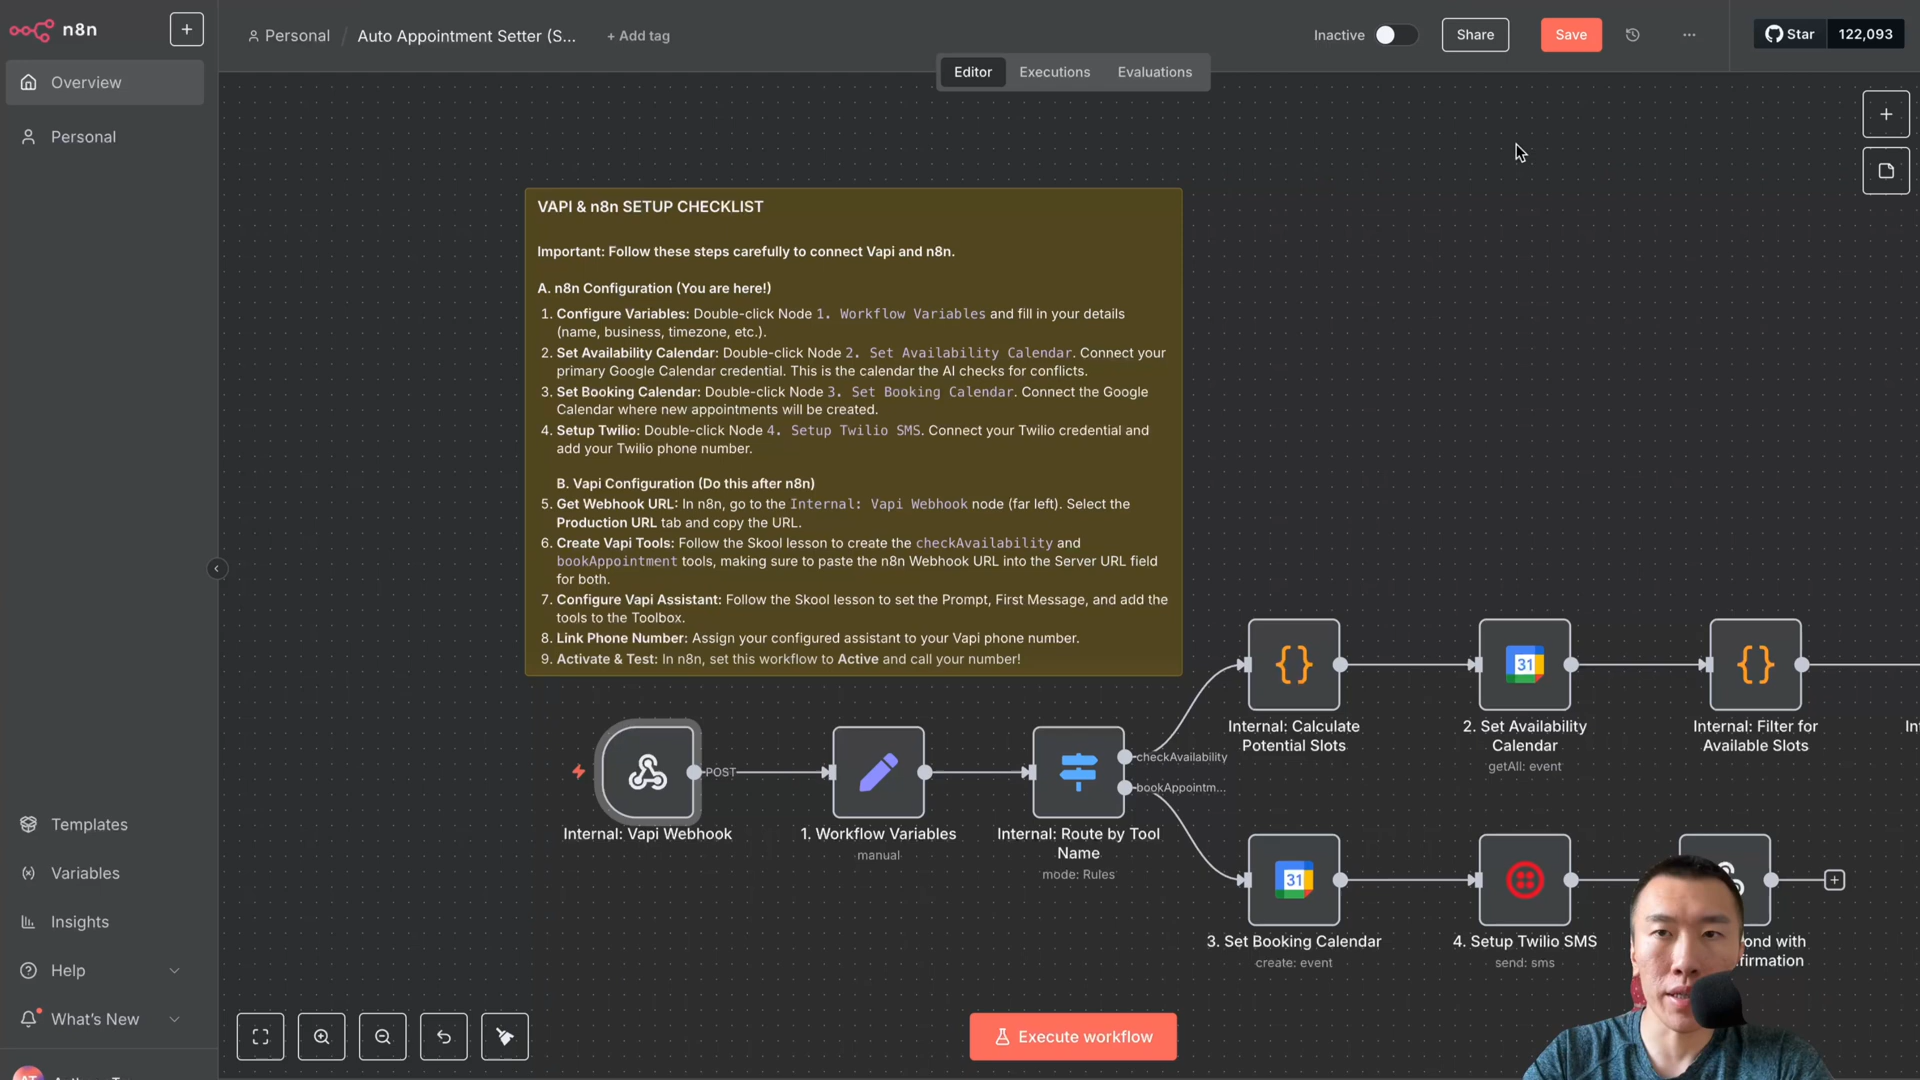 n8n
Personal / Auto Appointment Setter (S... + Add tag
Inactive
Share
Save
...
Star 122,093
Editor Executions Evaluations
Overview
Personal
VAPI & n8n SETUP CHECKLIST
Important: Follow these steps carefully to connect Vapi and n8n.
A. n8n Configuration (You are here!)
1. Configure Variables: Double-click Node 1. Workflow Variables and fill in your details
(name, business, timezone, etc.).
2. Set Availability Calendar: Double-click Node 2. Set Availability Calendar. Connect your
primary Google Calendar credential. This is the calendar the AI checks for conflicts.
3. Set Booking Calendar: Double-click Node 3. Set Booking Calendar. Connect the Google
Calendar where new appointments will be created.
4. Setup Twilio: Double-click Node 4. Setup Twilio SMS. Connect your Twilio credential and
add your Twilio phone number.
B. Vapi Configuration (Do this after n8n)
5. Get Webhook URL: In n8n, go to the Internal: Vapi Webhook node (far left). Select the
Production URL tab and copy the URL.
6. Create Vapi Tools: Follow the Skool lesson to create the checkAvailability and
bookAppointment tools, making sure to paste the n8n Webhook URL into the Server URL field
for both.
7. Configure Vapi Assistant: Follow the Skool lesson to set the Prompt, First Message, and add the
tools to the Toolbox.
8. Link Phone Number: Assign your configured assistant to your Vapi phone number.
9. Activate & Test: In n8n, set this workflow to Active and call your number!
31
Internal: Calculate
Potential Slots
2. Set Availability
Calendar
getAll: event
Internal: Filter for
Available Slots
POST
checkAvailability
bookAppointm...
Internal: Vapi Webhook
1. Workflow Variables
manual
Internal: Route by Tool
Name
mode: Rules
31
3. Set Booking Calendar
create: event
4. Setup Twilio SMS
send: sms
ond with
firmation
Templates
Variables
Insights
Help
What's New
Execute workflow